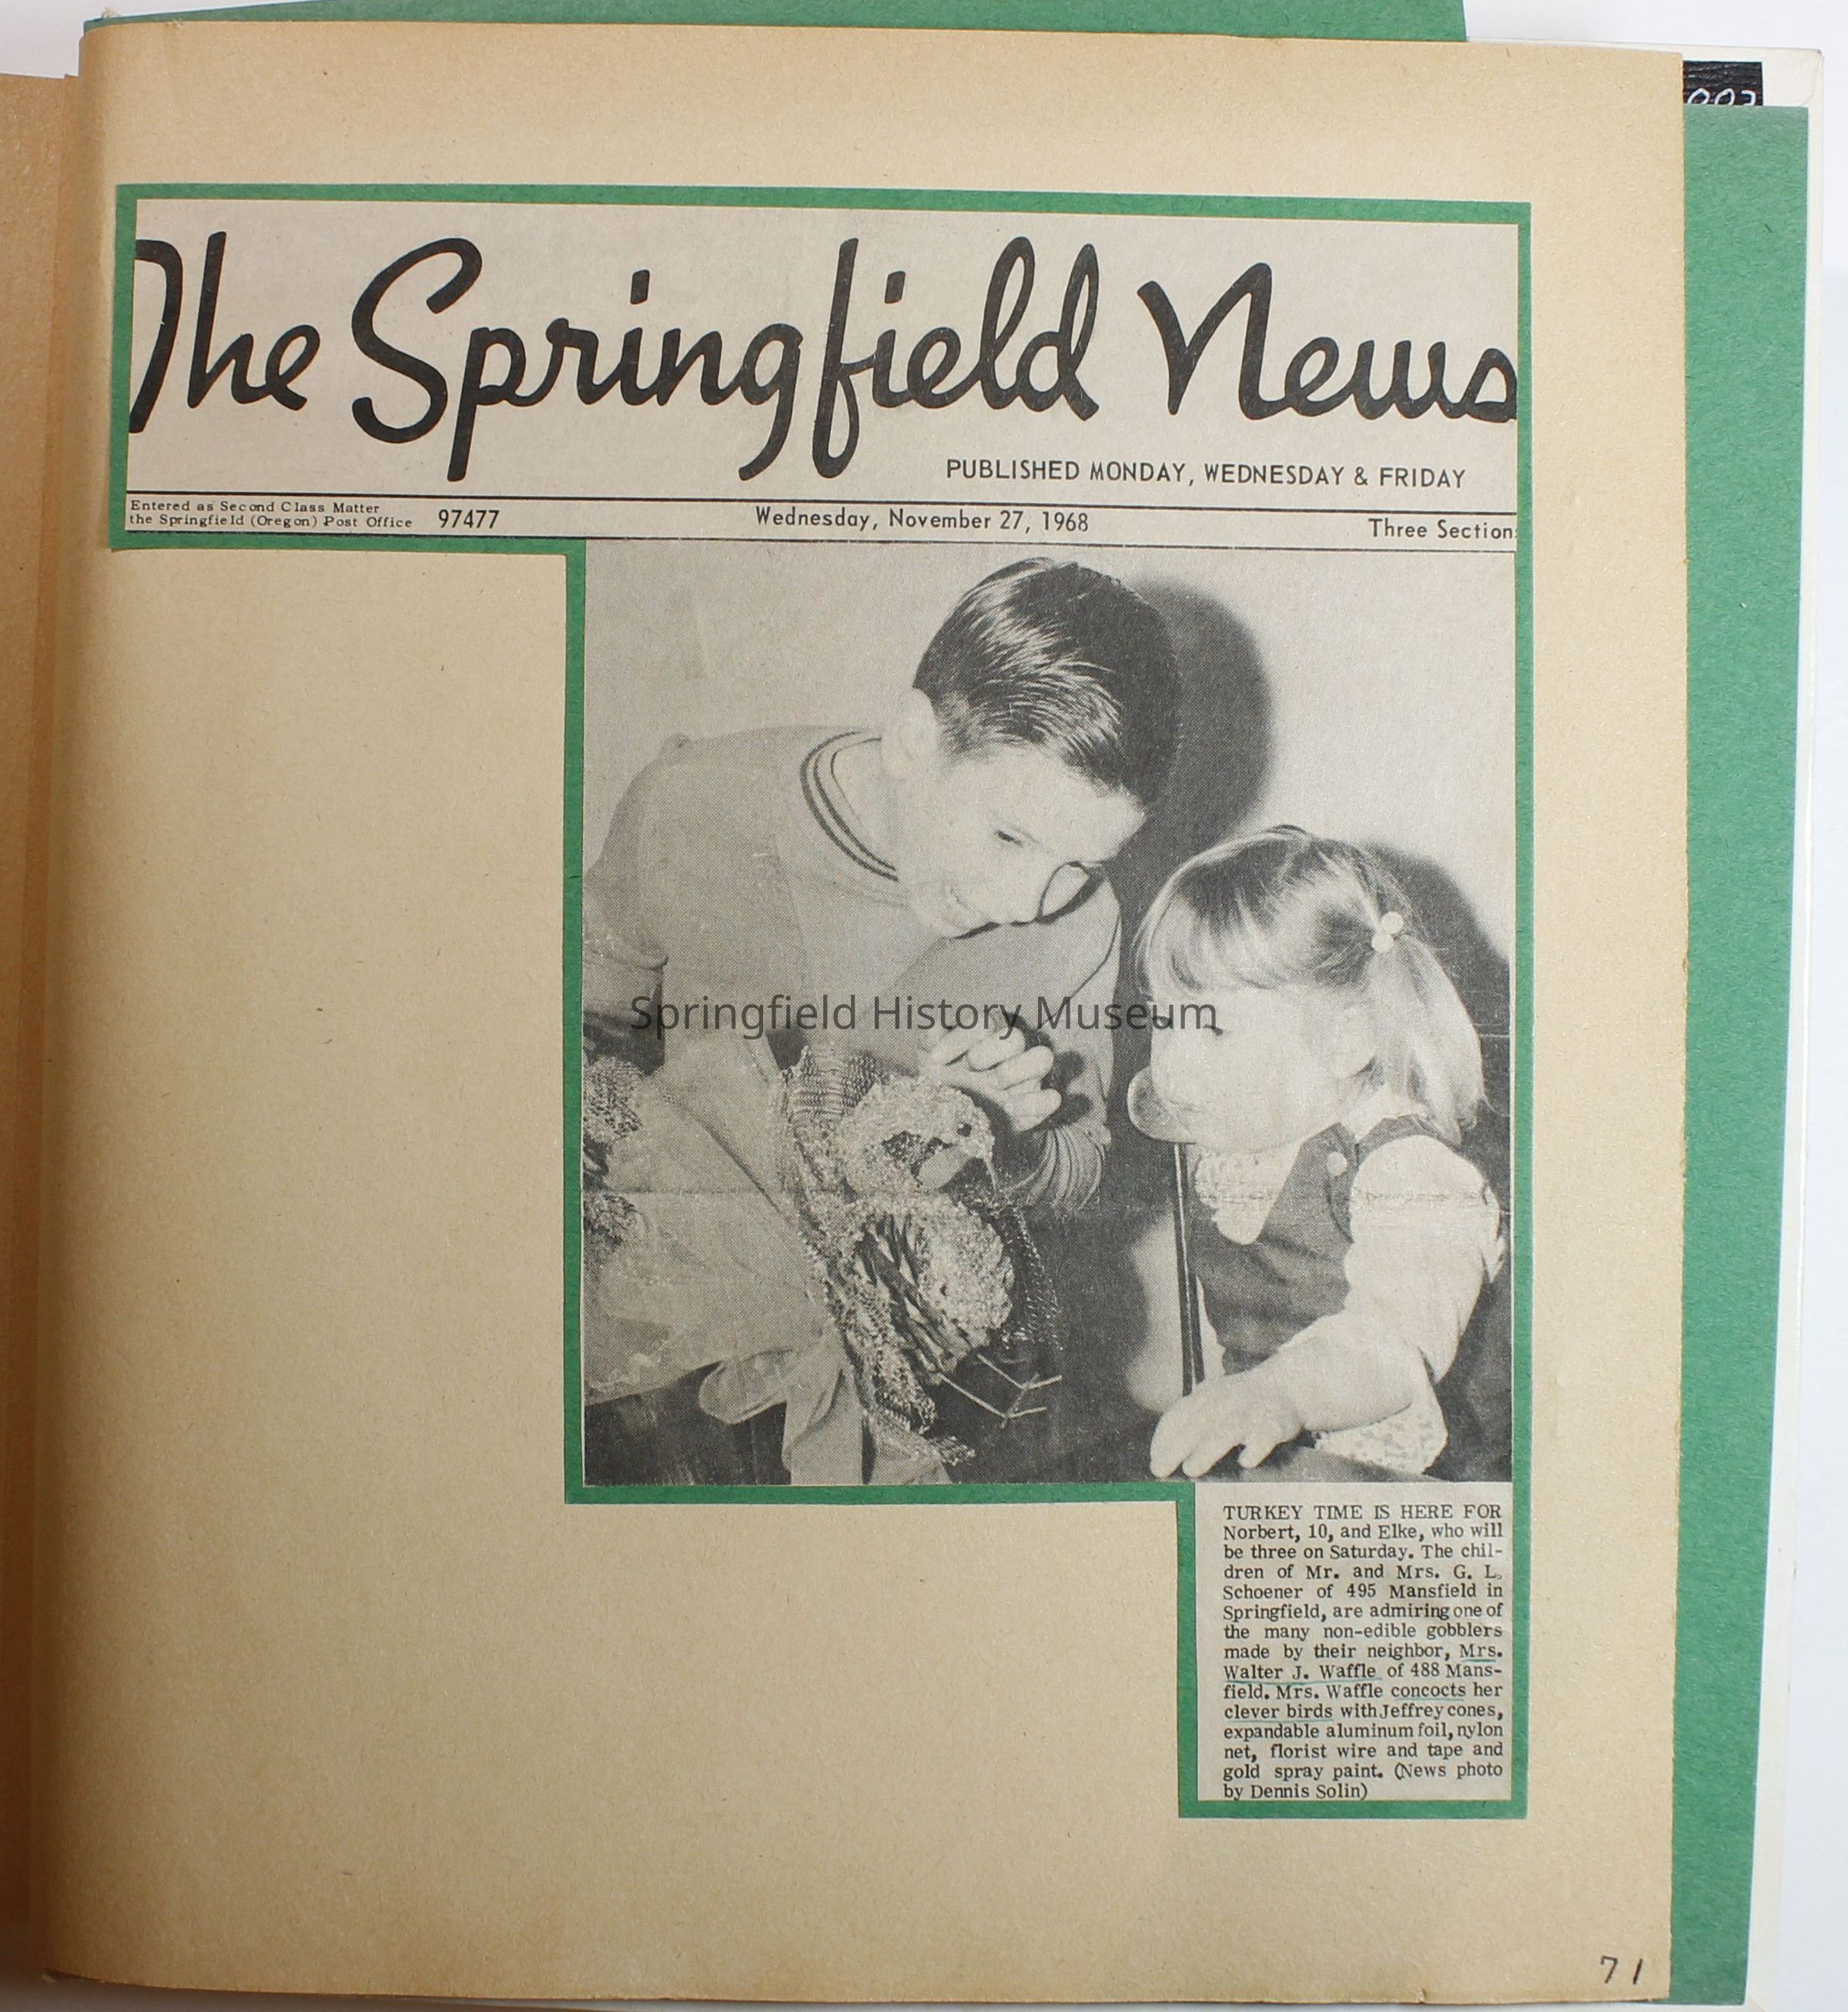 003
The Springfield News
PUBLISHED MONDAY, WEDNESDAY & FRIDAY
Entered as Second Class Matter
the Springfield (Oregon) Post Office 97477
Wednesday, November 27, 1968
Three Section
Springfield History Museum
TURKEY TIME IS HERE FOR
Norbert, 10, and Elke, who will
be three on Saturday. The chil-
dren of Mr. and Mrs. G. L.
Schoener of 495 Mansfield in
Springfield, are admiring one of
the many non-edible gobblers
made by their neighbor, Mrs.
Walter J. Waffle of 488 Mans-
field. Mrs. Waffle concocts her
clever birds with Jeffrey cones,
expandable aluminum foil, nylon
net, florist wire and tape and
gold spray paint. (News photo
by Dennis Solin)
71